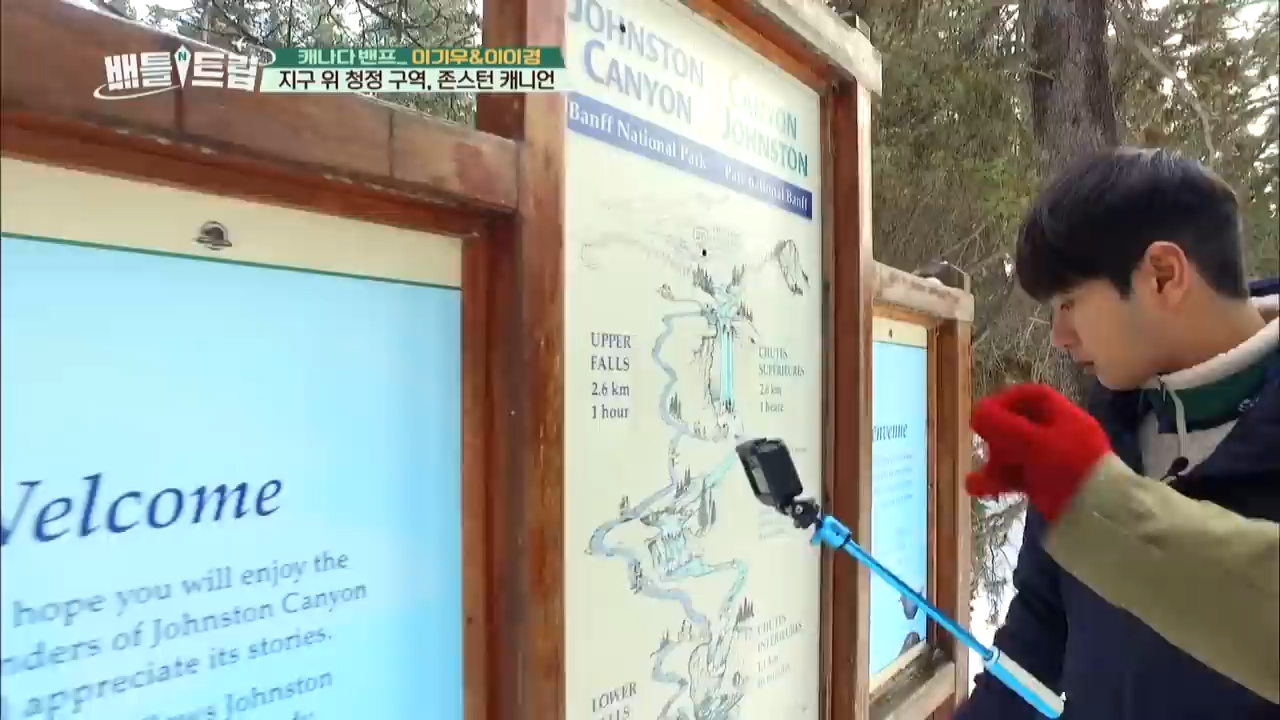 배틀트립
캐나다 밴프_ 이기우&이이경
지구 위 청정 구역, 존스턴 캐니언
JOHNSTON
CANYON
CANYON
JOHNSTON
Banff National Park
Parc National Banff
UPPER
FALLS
2.6 km
1 hour
CHUTES
SUPÉRIEURES
2.6 km
1 heure
Welcome
hope you will enjoy the
nders of Johnston Canyon
appreciate its stories.
Johnston
CHUTES
INFÉRIEURES
LOWER